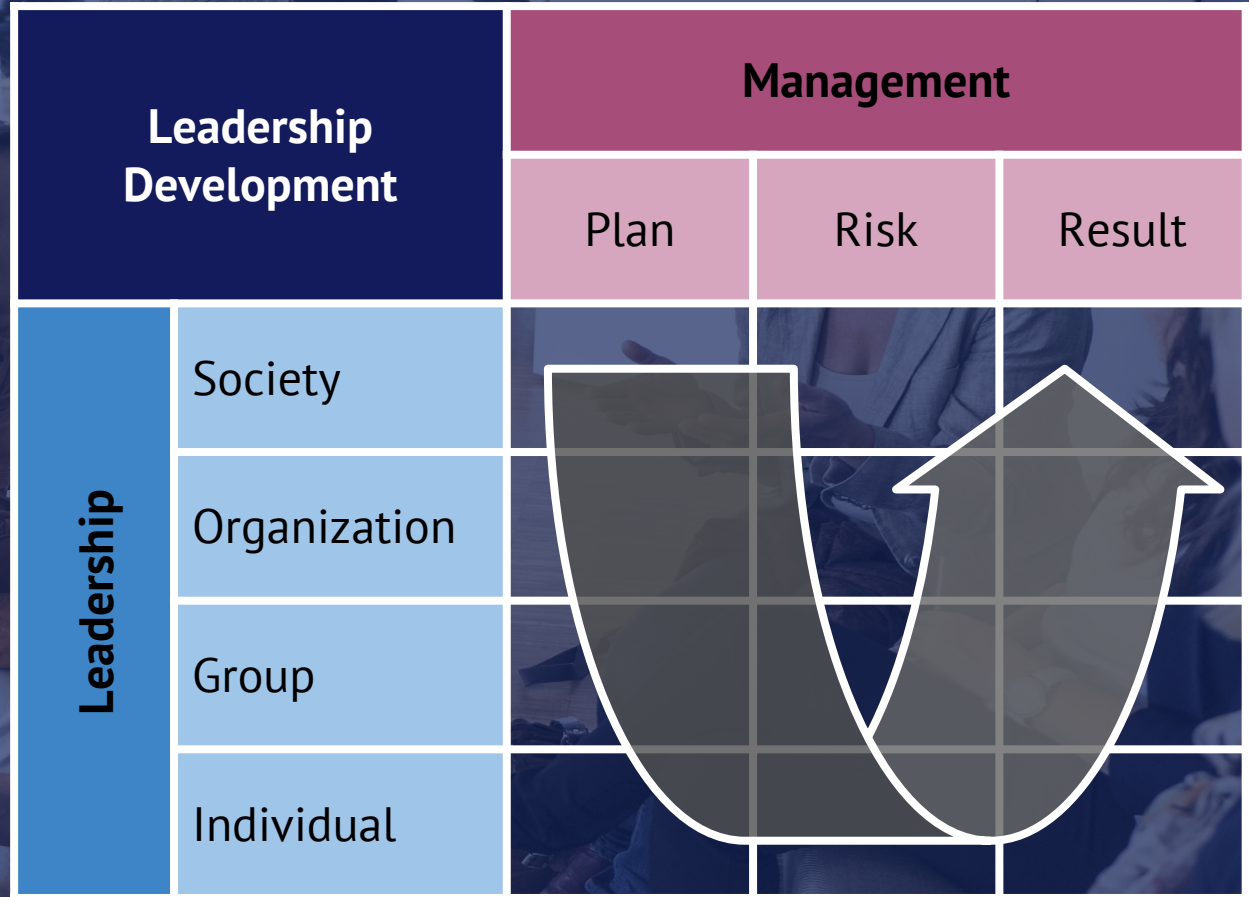 Leadership
Development
Management
Plan
Risk
Result
Leadership
Society
Organization
Group
Individual